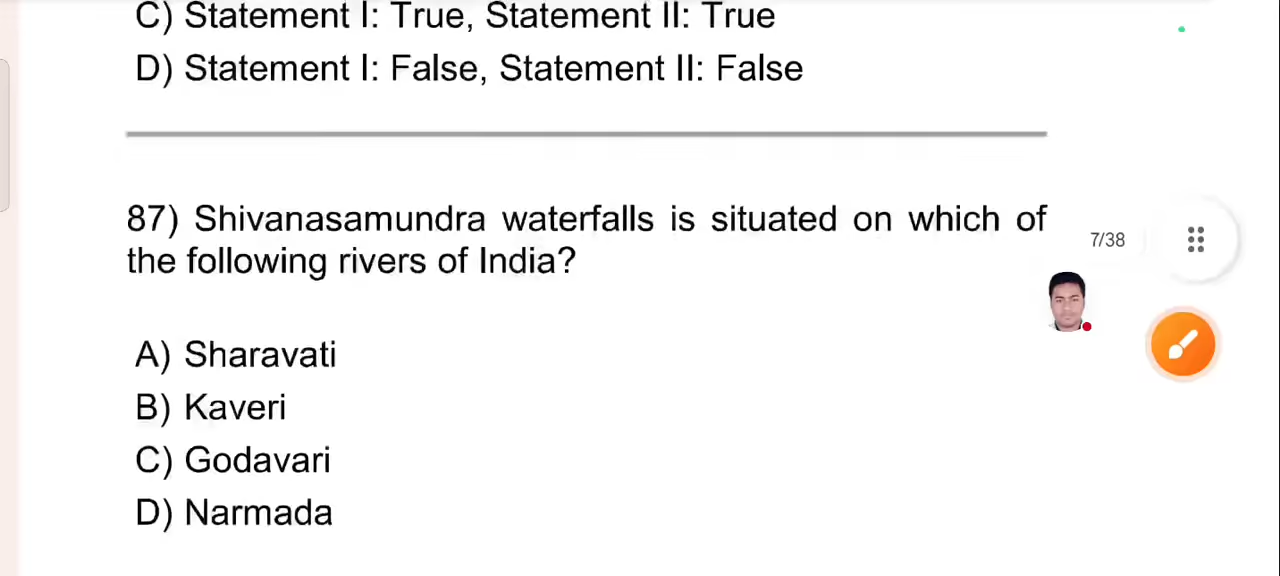 C) Statement I: True, Statement II: True
D) Statement I: False, Statement II: False
87) Shivanasamundra waterfalls is situated on which of
the following rivers of India?
7/38
A) Sharavati
B) Kaveri
C) Godavari
D) Narmada